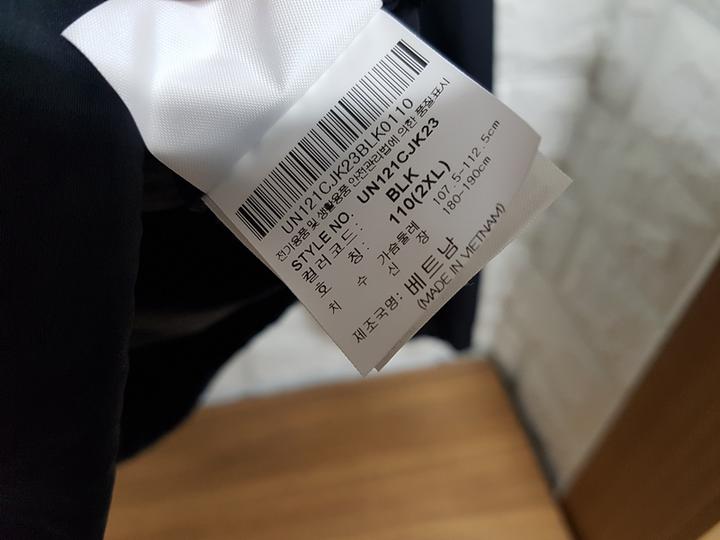 UN121CJK23BLK0110
전기용품 및 생활용품 안전관리법에 의한 품질표시
STYLE NO. UN121CJK23
컬러코드: BLK
호 칭: 110(2XL)
치 수 가슴둘레 107.5-112.5cm
신 장 180-190cm
제조국명: 베트남
(MADE IN VIETNAM)